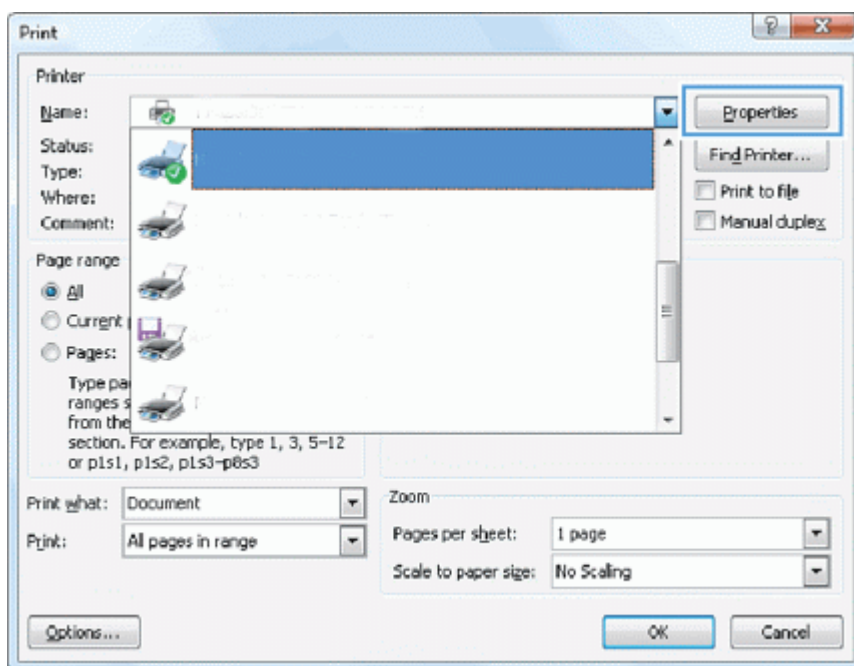 Print
Printer
Name:
Properties
Status:
Find Printer...
Type:
Where:
Print to file
Comment:
Manual duplex
Page range
All
Current
Pages:
Type
ranges
from the
section. For example, type 1, 3, 5-12
or p1s1, p1s2, p1s3-p8s3
Print what: Document
Print: All pages in range
Zoom
Pages per sheet: 1 page
Scale to paper size: No Scaling
Options...
OK
Cancel